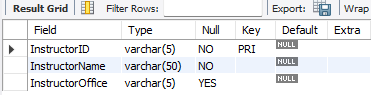 Result Grid Filter Rows: Export: Wrap
Field Type Null Key Default Extra
InstructorID varchar(5) NO PRI NULL
InstructorName varchar(50) NO NULL
InstructorOffice varchar(5) YES NULL